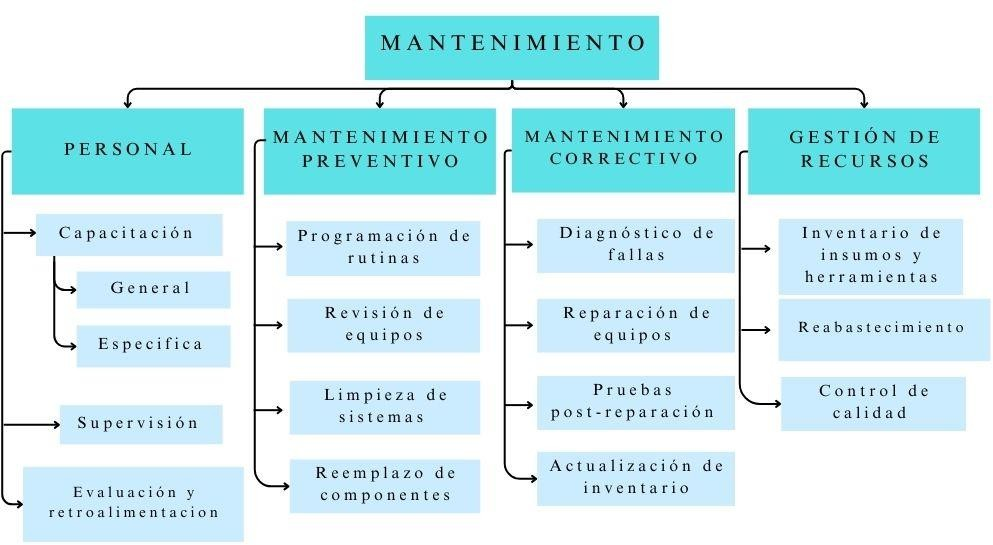 MANTENIMIENTO
PERSONAL
Capacitación
General
Especifica
Supervisión
Evaluación y
retroalimentacion
MANTENIMIENTO
PREVENTIVO
Programación de
rutinas
Revisión de
equipos
Limpieza de
sistemas
Reemplazo de
componentes
MANTENIMIENTO
CORRECTIVO
Diagnóstico de
fallas
Reparación de
equipos
Pruebas
post-reparación
Actualización de
inventario
GESTIÓN DE
RECURSOS
Inventario de
insumos y
herramientas
Reabastecimiento
Control de
calidad